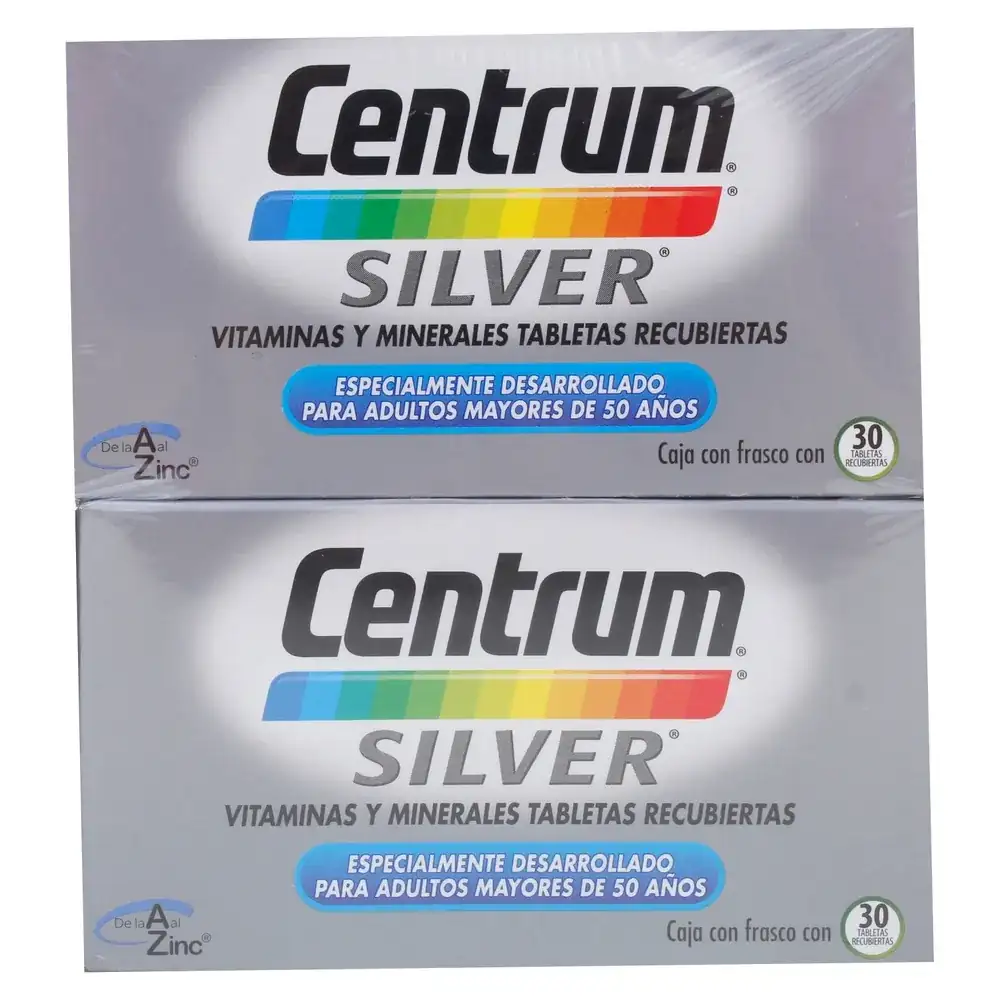 Centrum®
®
SILVER®
VITAMINAS Y MINERALES TABLETAS RECUBIERTAS
ESPECIALMENTE DESARROLLADO
PARA ADULTOS MAYORES DE 50 AÑOS
De la A al
Zinc®
Caja con frasco con
30
TABLETAS
RECUBIERTAS
Centrum®
®
SILVER®
VITAMINAS Y MINERALES TABLETAS RECUBIERTAS
ESPECIALMENTE DESARROLLADO
PARA ADULTOS MAYORES DE 50 AÑOS
De la A al
Zinc®
Caja con frasco con
30
TABLETAS
RECUBIERTAS